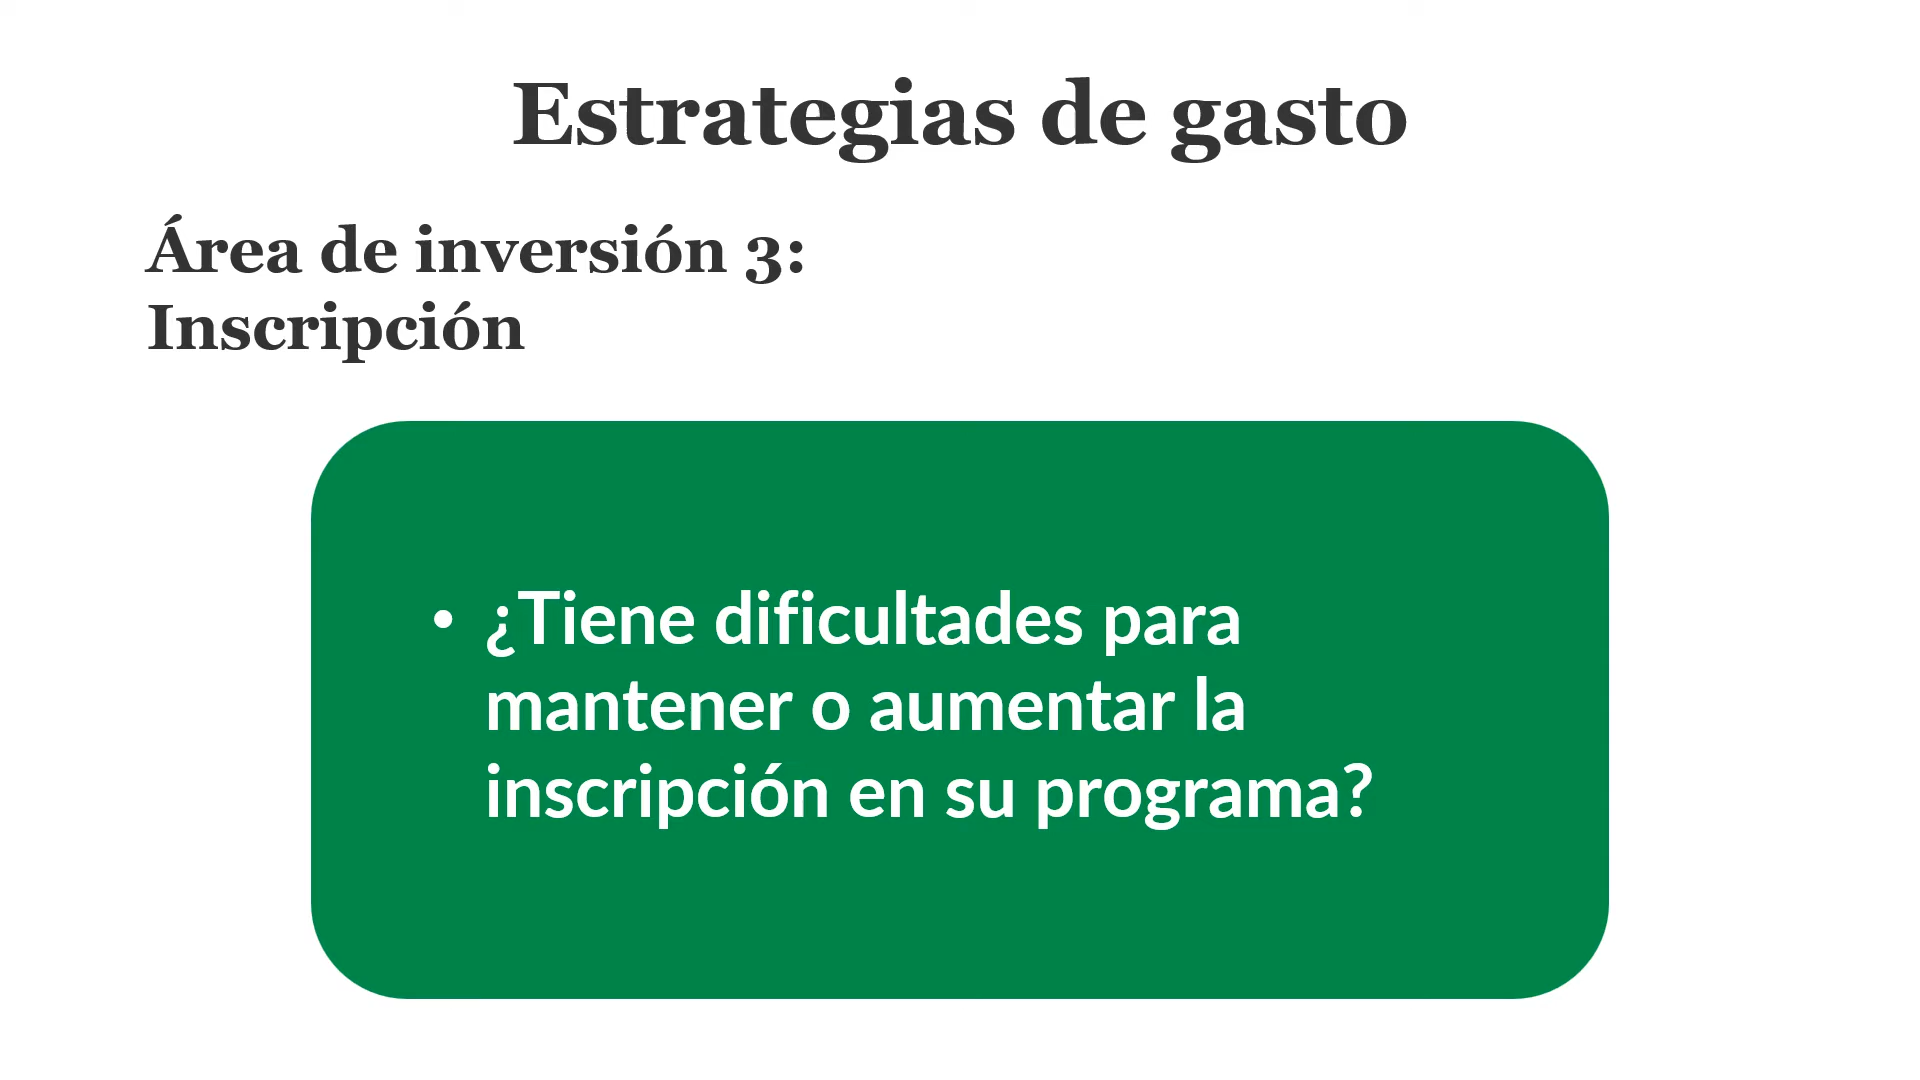 Estrategias de gasto
Área de inversión 3:
Inscripción
• ¿Tiene dificultades para
mantener o aumentar la
inscripción en su programa?